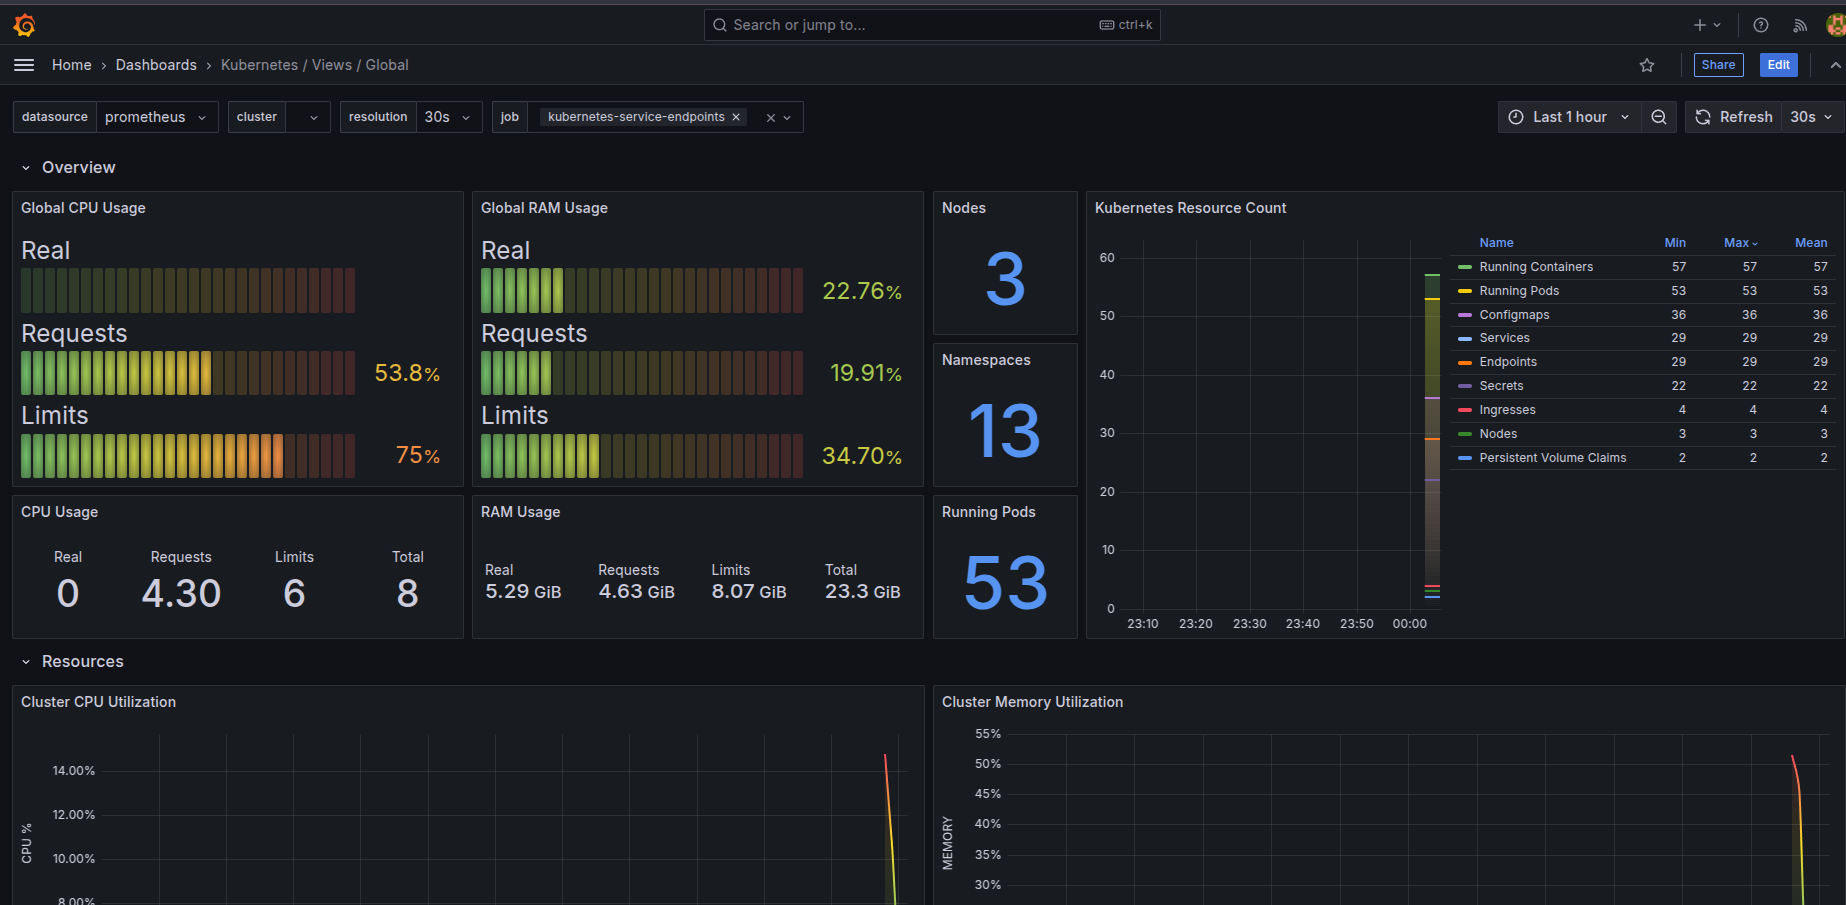 Search or jump to... ctrl+k
Home › Dashboards › Kubernetes / Views / Global
Share Edit
datasource prometheus cluster resolution 30s job kubernetes-service-endpoints Last 1 hour Refresh 30s
Overview
Global CPU Usage
Real
Requests
53.8%
Limits
75%
Global RAM Usage
Real
22.76%
Requests
19.91%
Limits
34.70%
Nodes
3
Namespaces
13
Kubernetes Resource Count
60
50
40
30
20
10
0
23:10 23:20 23:30 23:40 23:50 00:00
Name Min Max Mean
Running Containers 57 57 57
Running Pods 53 53 53
Configmaps 36 36 36
Services 29 29 29
Endpoints 29 29 29
Secrets 22 22 22
Ingresses 4 4 4
Nodes 3 3 3
Persistent Volume Claims 2 2 2
CPU Usage
Real Requests Limits Total
0 4.30 6 8
RAM Usage
Real Requests Limits Total
5.29 GiB 4.63 GiB 8.07 GiB 23.3 GiB
Running Pods
53
Resources
Cluster CPU Utilization
CPU %
14.00%
12.00%
10.00%
8.00%
Cluster Memory Utilization
MEMORY
55%
50%
45%
40%
35%
30%